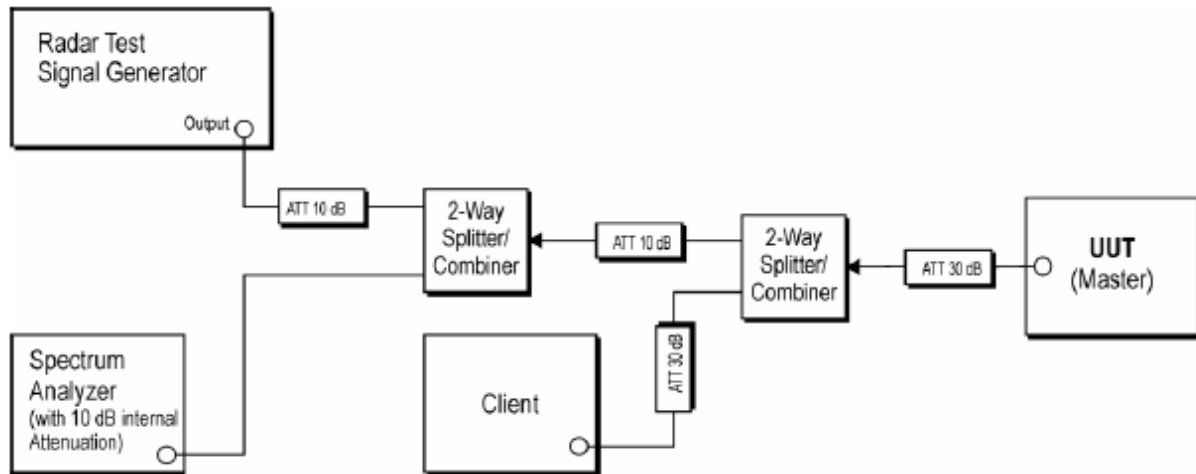 Radar Test
Signal Generator
Output
ATT 10 dB
2-Way
Splitter/
Combiner
ATT 10 dB
2-Way
Splitter/
Combiner
ATT 30 dB
UUT
(Master)
Spectrum
Analyzer
(with 10 dB internal
Attenuation)
Client
ATT 30 dB